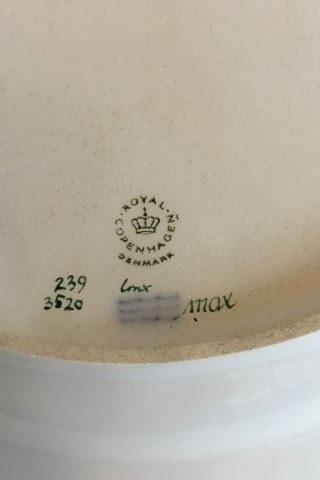 ROYAL
COPENHAGEN
DENMARK
239
3520
max